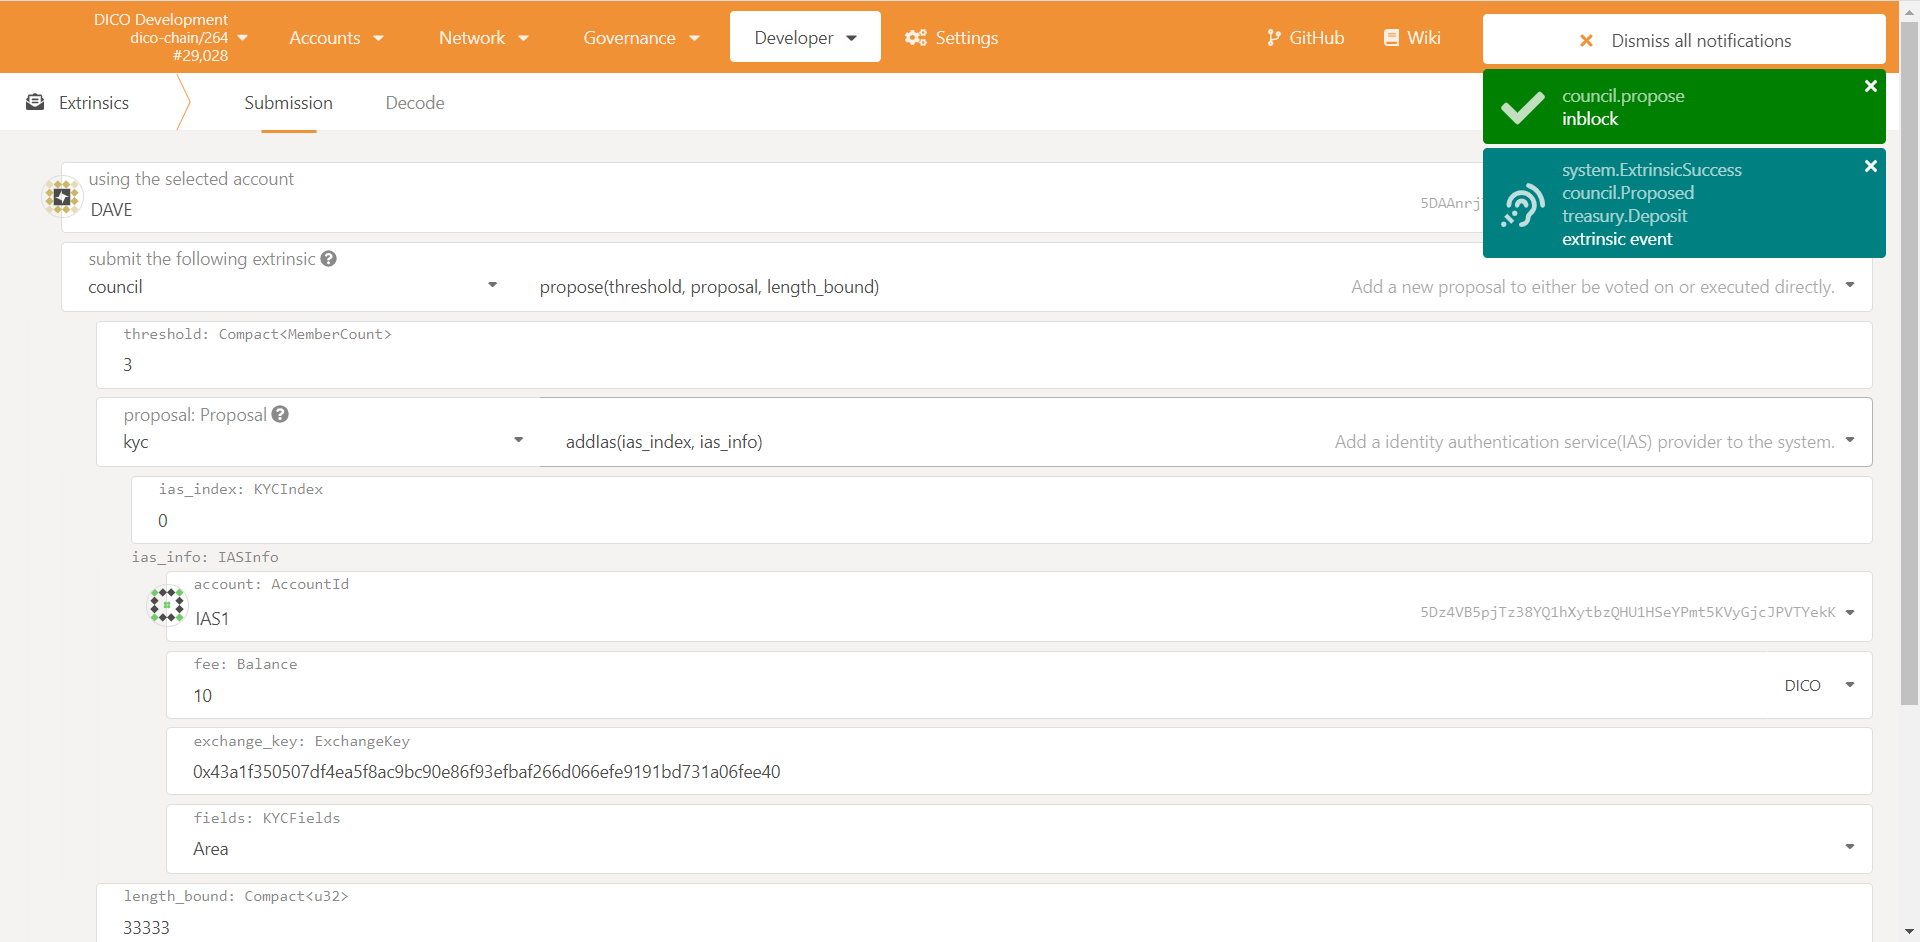 DICO Development
dico-chain/264
#29,028
Accounts
Network
Governance
Developer
Settings
GitHub
Wiki
Dismiss all notifications
Extrinsics
Submission
Decode
council.propose
inblock
system.ExtrinsicSuccess
council.Proposed
treasury.Deposit
extrinsic event
using the selected account
DAVE
5DAAnrj
submit the following extrinsic
council
propose(threshold, proposal, length_bound)
Add a new proposal to either be voted on or executed directly.
threshold: Compact<MemberCount>
3
proposal: Proposal
kyc
addIas(ias_index, ias_info)
Add a identity authentication service(IAS) provider to the system.
ias_index: KYCIndex
0
ias_info: IASInfo
account: AccountId
IAS1
5Dz4VB5pjTz38YQ1hXytbzQHU1HSeYPmt5KVyGjcJPVTYekK
fee: Balance
10
DICO
exchange_key: ExchangeKey
0x43a1f350507df4ea5f8ac9bc90e86f93efbaf266d066efe9191bd731a06fee40
fields: KYCFields
Area
length_bound: Compact<u32>
33333